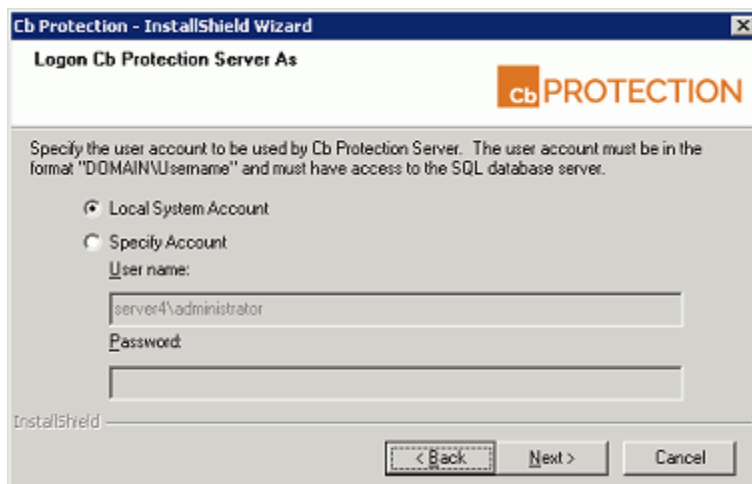 Cb Protection - InstallShield Wizard
Logon Cb Protection Server As
Cb PROTECTION
Specify the user account to be used by Cb Protection Server. The user account must be in the
format "DOMAIN\Username" and must have access to the SQL database server.
Local System Account
Specify Account
User name:
server4\administrator
Password:
InstallShield
< Back Next > Cancel